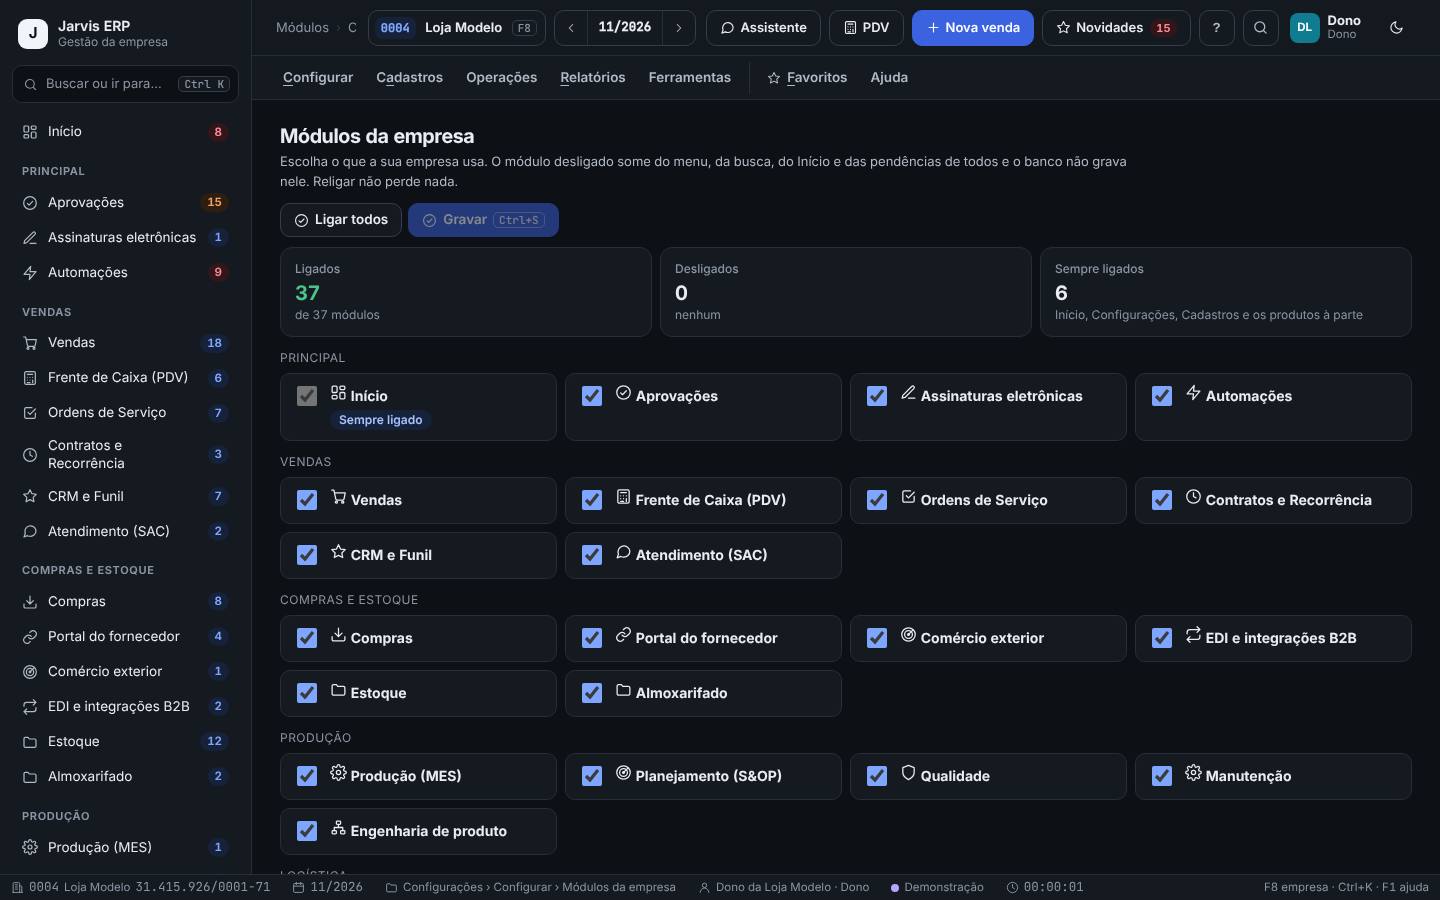 J
Jarvis ERP
Gestão da empresa
Buscar ou ir para... Ctrl K
Início 8
PRINCIPAL
Aprovações 15
Assinaturas eletrônicas 1
Automações 9
VENDAS
Vendas 18
Frente de Caixa (PDV) 6
Ordens de Serviço 7
Contratos e
Recorrência 3
CRM e Funil 7
Atendimento (SAC) 2
COMPRAS E ESTOQUE
Compras 8
Portal do fornecedor 4
Comércio exterior 1
EDI e integrações B2B 2
Estoque 12
Almoxarifado 2
PRODUÇÃO
Produção (MES) 1
Módulos › C 0004 Loja Modelo F8 ‹ 11/2026 › Assistente PDV + Nova venda Novidades 15 ? DL Dono
Dono
Configurar Cadastros Operações Relatórios Ferramentas Favoritos Ajuda
Módulos da empresa
Escolha o que a sua empresa usa. O módulo desligado some do menu, da busca, do Início e das pendências de todos e o banco não grava
nele. Religar não perde nada.
Ligar todos Gravar Ctrl+S
Ligados
37
de 37 módulos
Desligados
0
nenhum
Sempre ligados
6
Início, Configurações, Cadastros e os produtos à parte
PRINCIPAL
Início
Sempre ligado
Aprovações
Assinaturas eletrônicas
Automações
VENDAS
Vendas
Frente de Caixa (PDV)
Ordens de Serviço
Contratos e Recorrência
CRM e Funil
Atendimento (SAC)
COMPRAS E ESTOQUE
Compras
Portal do fornecedor
Comércio exterior
EDI e integrações B2B
Estoque
Almoxarifado
PRODUÇÃO
Produção (MES)
Planejamento (S&OP)
Qualidade
Manutenção
Engenharia de produto
LOGÍSTICA
0004 Loja Modelo 31.415.926/0001-71 11/2026 Configurações › Configurar › Módulos da empresa Dono da Loja Modelo · Dono Demonstração 00:00:01 F8 empresa · Ctrl+K · F1 ajuda